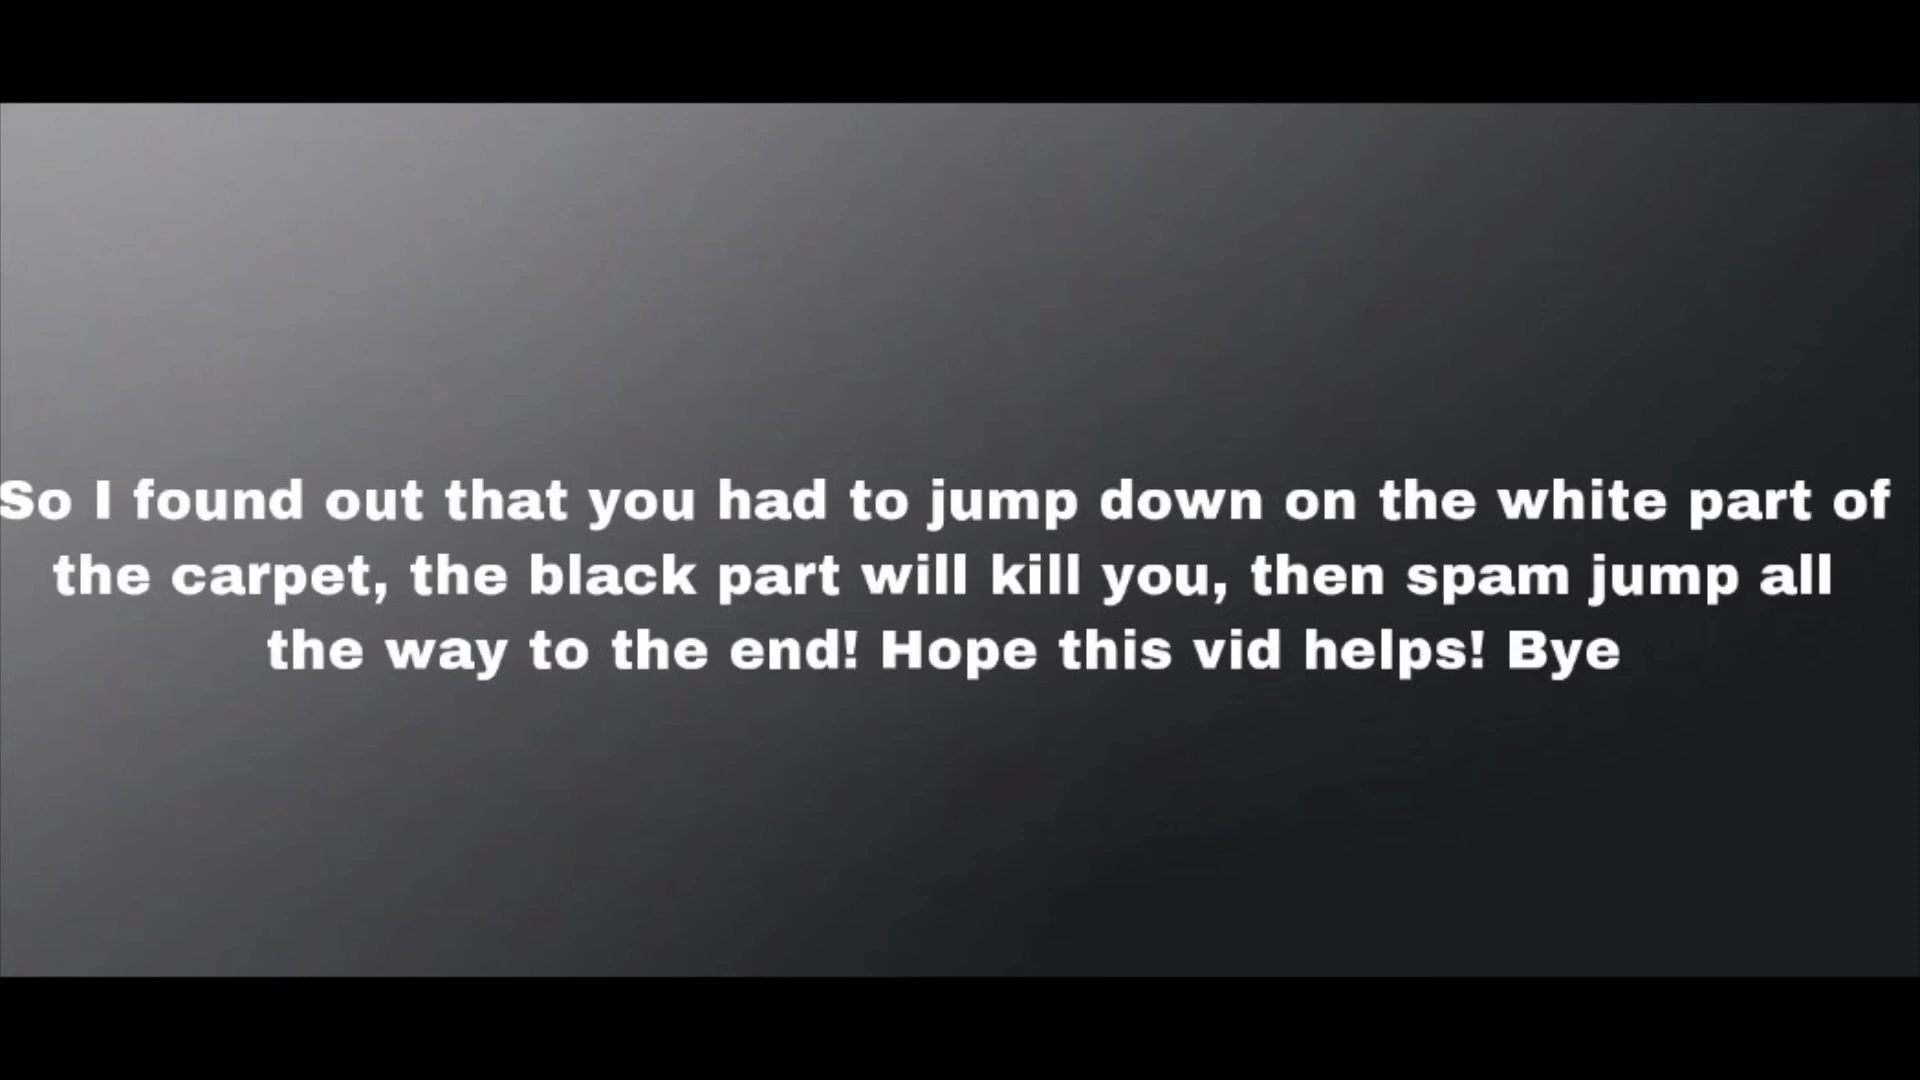 So I found out that you had to jump down on the white part of
the carpet, the black part will kill you, then spam jump all
the way to the end! Hope this vid helps! Bye